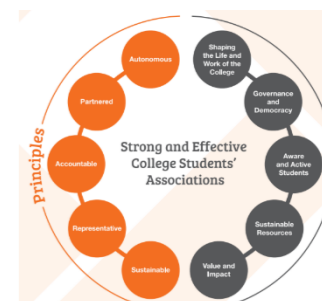 Principles
Autonomous
Partnered
Accountable
Representative
Sustainable
Strong and Effective
College Students'
Associations
Shaping
the Life and
Work of the
College
Governance
and
Democracy
Aware
and Active
Students
Sustainable
Resources
Value and
Impact